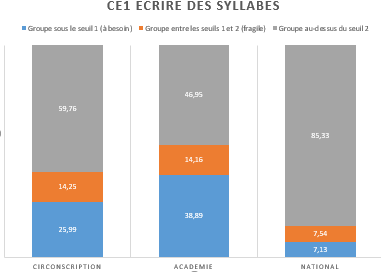 CE1 ECRIRE DES SYLLABES
Groupe sous le seuil 1 (à besoin) Groupe entre les seuils 1 et 2 (fragile) Groupe au-dessus du seuil 2
59,76 46,95 85,33
14,25 14,16 7,54
25,99 38,89 7,13
CIRCONSCRIPTION ACADEMIE NATIONAL